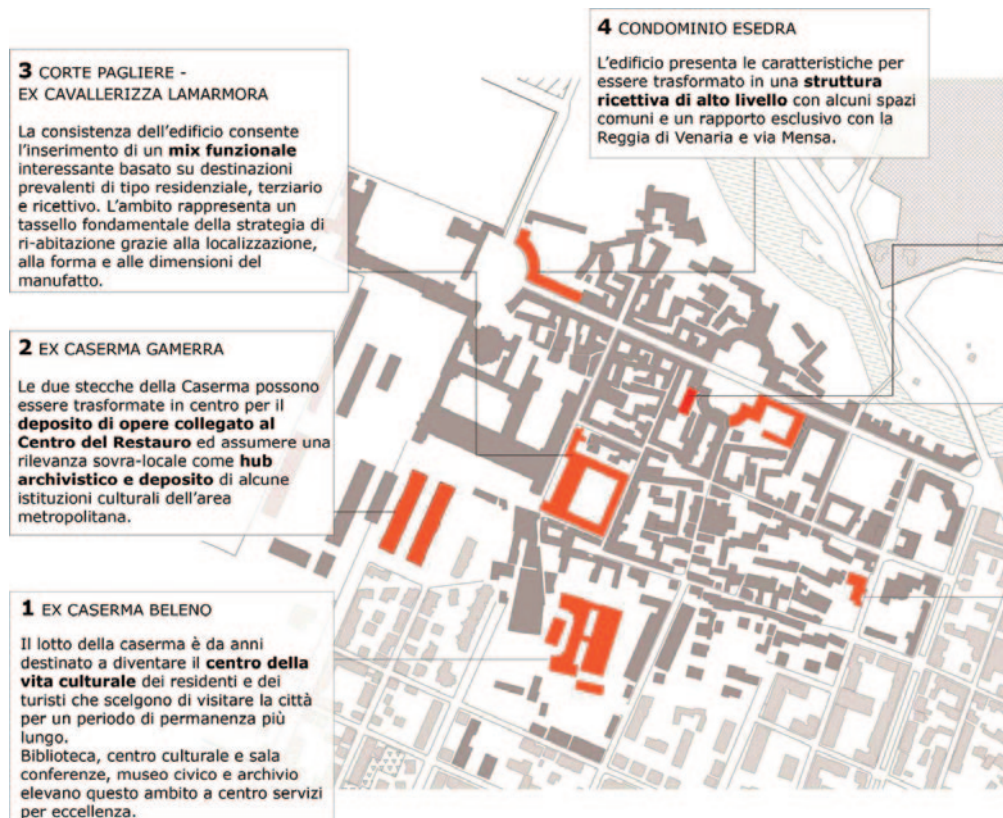 3 CORTE PAGLIERE -
EX CAVALLERIZZA LAMARMORA
La consistenza dell'edificio consente
l'inserimento di un mix funzionale
interessante basato su destinazioni
prevalenti di tipo residenziale, terziario
e ricettivo. L'ambito rappresenta un
tassello fondamentale della strategia di
ri-abitazione grazie alla localizzazione,
alla forma e alle dimensioni del
manufatto.
4 CONDOMINIO ESEDRA
L'edificio presenta le caratteristiche per
essere trasformato in una struttura
ricettiva di alto livello con alcuni spazi
comuni e un rapporto esclusivo con la
Reggia di Venaria e via Mensa.
2 EX CASERMA GAMERRA
Le due stecche della Caserma possono
essere trasformate in centro per il
deposito di opere collegato al
Centro del Restauro ed assumere una
rilevanza sovra-locale come hub
archivistico e deposito di alcune
istituzioni culturali dell'area
metropolitana.
1 EX CASERMA BELENO
Il lotto della caserma è da anni
destinato a diventare il centro della
vita culturale dei residenti e dei
turisti che scelgono di visitare la città
per un periodo di permanenza più
lungo.
Biblioteca, centro culturale e sala
conferenze, museo civico e archivio
elevano questo ambito a centro servizi
per eccellenza.